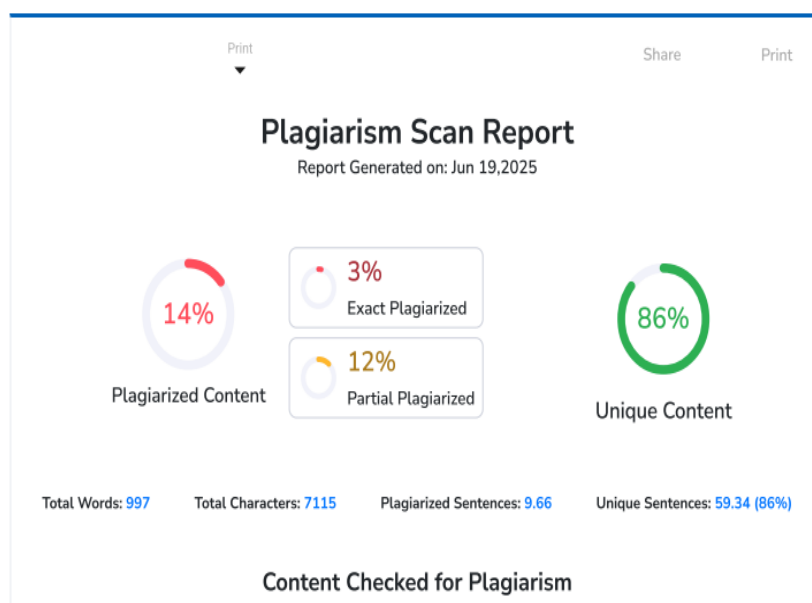 Print
Share Print
Plagiarism Scan Report
Report Generated on: Jun 19,2025
14%
Plagiarized Content
3%
Exact Plagiarized
12%
Partial Plagiarized
86%
Unique Content
Total Words: 997 Total Characters: 7115 Plagiarized Sentences: 9.66 Unique Sentences: 59.34 (86%)
Content Checked for Plagiarism